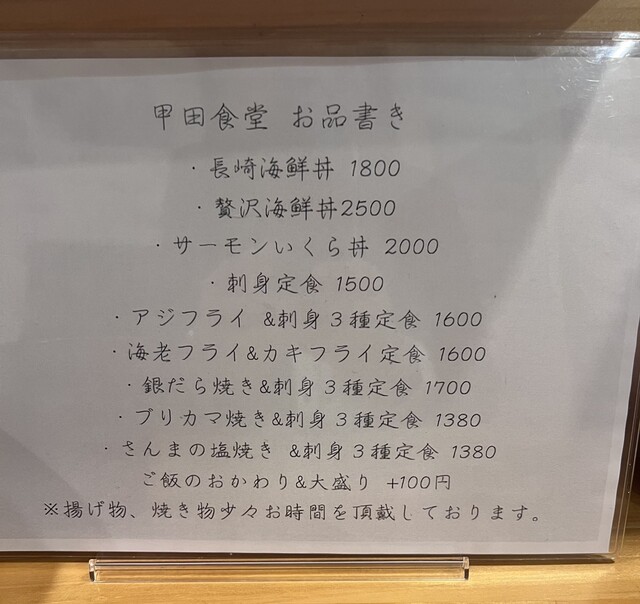 甲田食堂 お品書き
・長崎海鮮丼 1800
・贅沢海鮮丼2500
・サーモンいくら丼 2000
・刺身定食 1500
・アジフライ &刺身3種定食 1600
・海老フライ&カキフライ定食 1600
・銀だら焼き&刺身3種定食 1700
・ブリカマ焼き&刺身3種定食 1380
・さんまの塩焼き &刺身3種定食 1380
ご飯のおかわり&大盛り +100円
※揚げ物、焼き物少々お時間を頂戴しております。